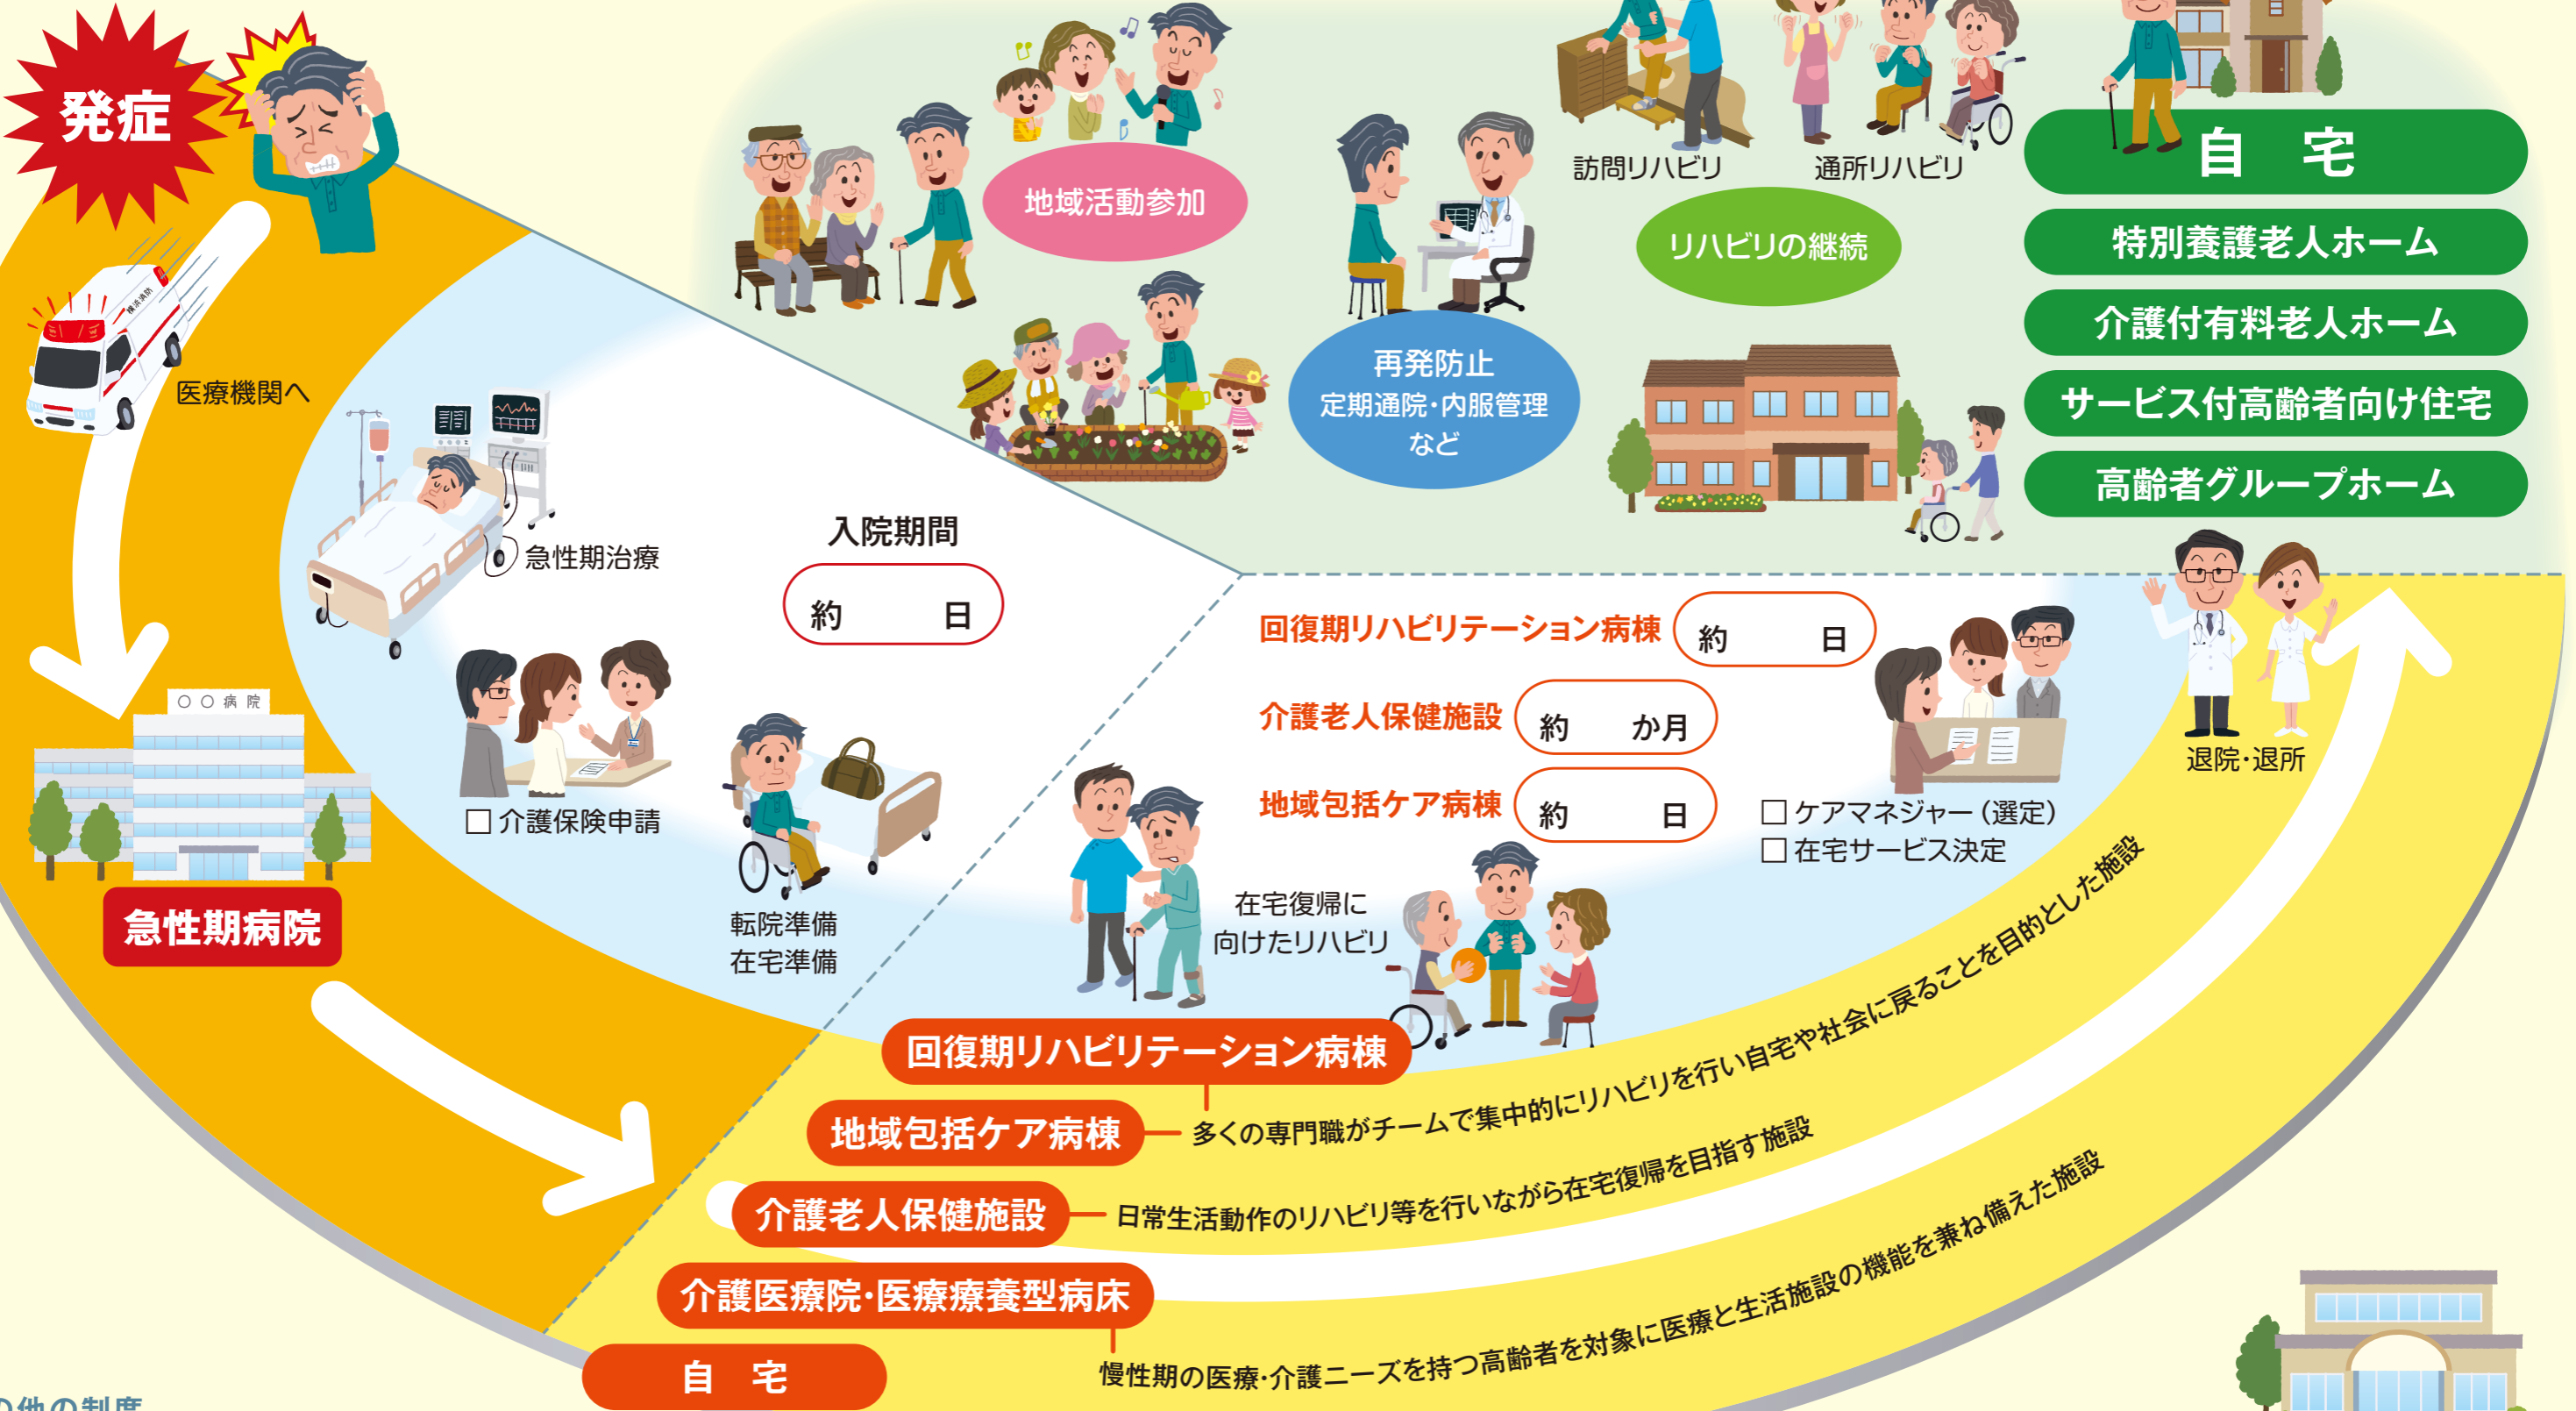 発症
横浜消防
医療機関へ
〇〇病院
急性期病院
急性期治療
入院期間
約 日
□ 介護保険申請
転院準備
在宅準備
地域活動参加
再発防止
定期通院・内服管理
など
訪問リハビリ
通所リハビリ
リハビリの継続
自 宅
特別養護老人ホーム
介護付有料老人ホーム
サービス付高齢者向け住宅
高齢者グループホーム
回復期リハビリテーション病棟 約 日
介護老人保健施設 約 か月
地域包括ケア病棟 約 日
□ ケアマネジャー（選定）
□ 在宅サービス決定
退院・退所
在宅復帰に
向けたリハビリ
回復期リハビリテーション病棟
地域包括ケア病棟
多くの専門職がチームで集中的にリハビリを行い自宅や社会に戻ることを目的とした施設
介護老人保健施設
日常生活動作のリハビリ等を行いながら在宅復帰を目指す施設
介護医療院・医療療養型病床
慢性期の医療・介護ニーズを持つ高齢者を対象に医療と生活施設の機能を兼ね備えた施設
自 宅
の他の制度